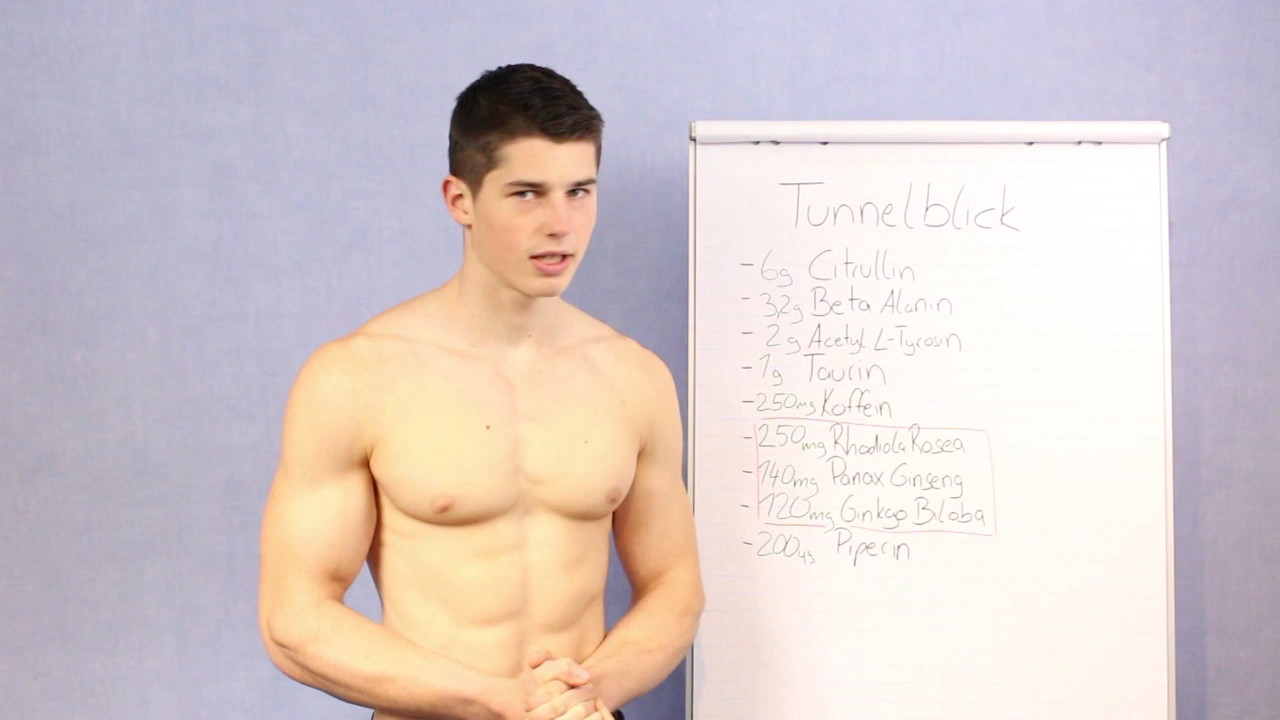 Tunnelblick
- 6g Citrullin
- 3,2g Beta Alanin
- 2g Acetyl L-Tyrosin
- 1g Taurin
- 250mg Koffein
- 250mg Rhodiola Rosea
- 140mg Panax Ginseng
- 120mg Ginkgo Biloba
- 200µg Piperin